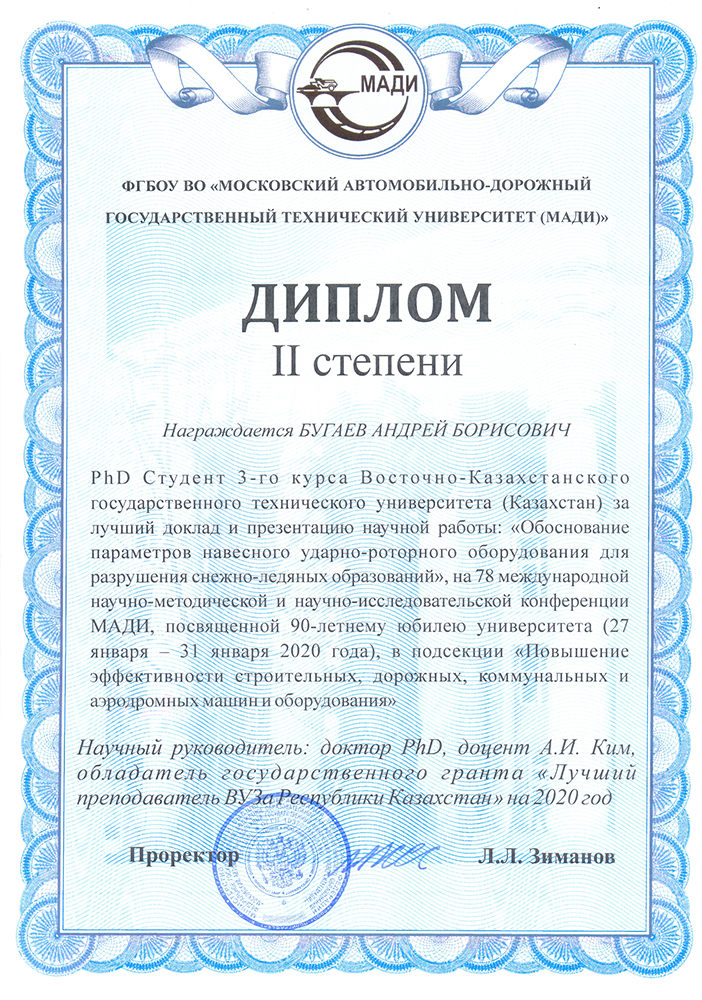 МАДИ
ФГБОУ ВО «МОСКОВСКИЙ АВТОМОБИЛЬНО-ДОРОЖНЫЙ
ГОСУДАРСТВЕННЫЙ ТЕХНИЧЕСКИЙ УНИВЕРСИТЕТ (МАДИ)»
ДИПЛОМ
II степени
Награждается БУГАЕВ АНДРЕЙ БОРИСОВИЧ
PhD Студент 3-го курса Восточно-Казахстанского
государственного технического университета (Казахстан) за
лучший доклад и презентацию научной работы: «Обоснование
параметров навесного ударно-роторного оборудования для
разрушения снежно-ледяных образований», на 78 международной
научно-методической и научно-исследовательской конференции
МАДИ, посвященной 90-летнему юбилею университета (27
января – 31 января 2020 года), в подсекции «Повышение
эффективности строительных, дорожных, коммунальных и
аэродромных машин и оборудования»
Научный руководитель: доктор PhD, доцент А.И. Ким,
обладатель государственного гранта «Лучший
преподаватель ВУЗа Республики Казахстан» на 2020 год
Проректор Л.Л. Зиманов